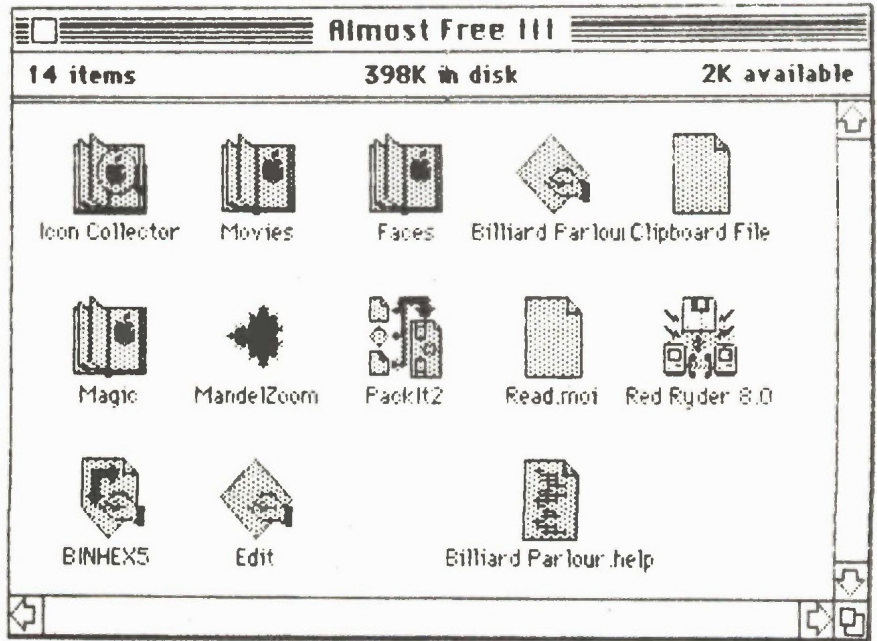 Almost Free III
14 items 398K in disk 2K available
Icon Collector Movies Faces Billiard Parlour Clipboard File
Magic MandelZoom PackIt2 Read.moi Red Ryder 8.0
BINHEX5 Edit Billiard Parlour.help